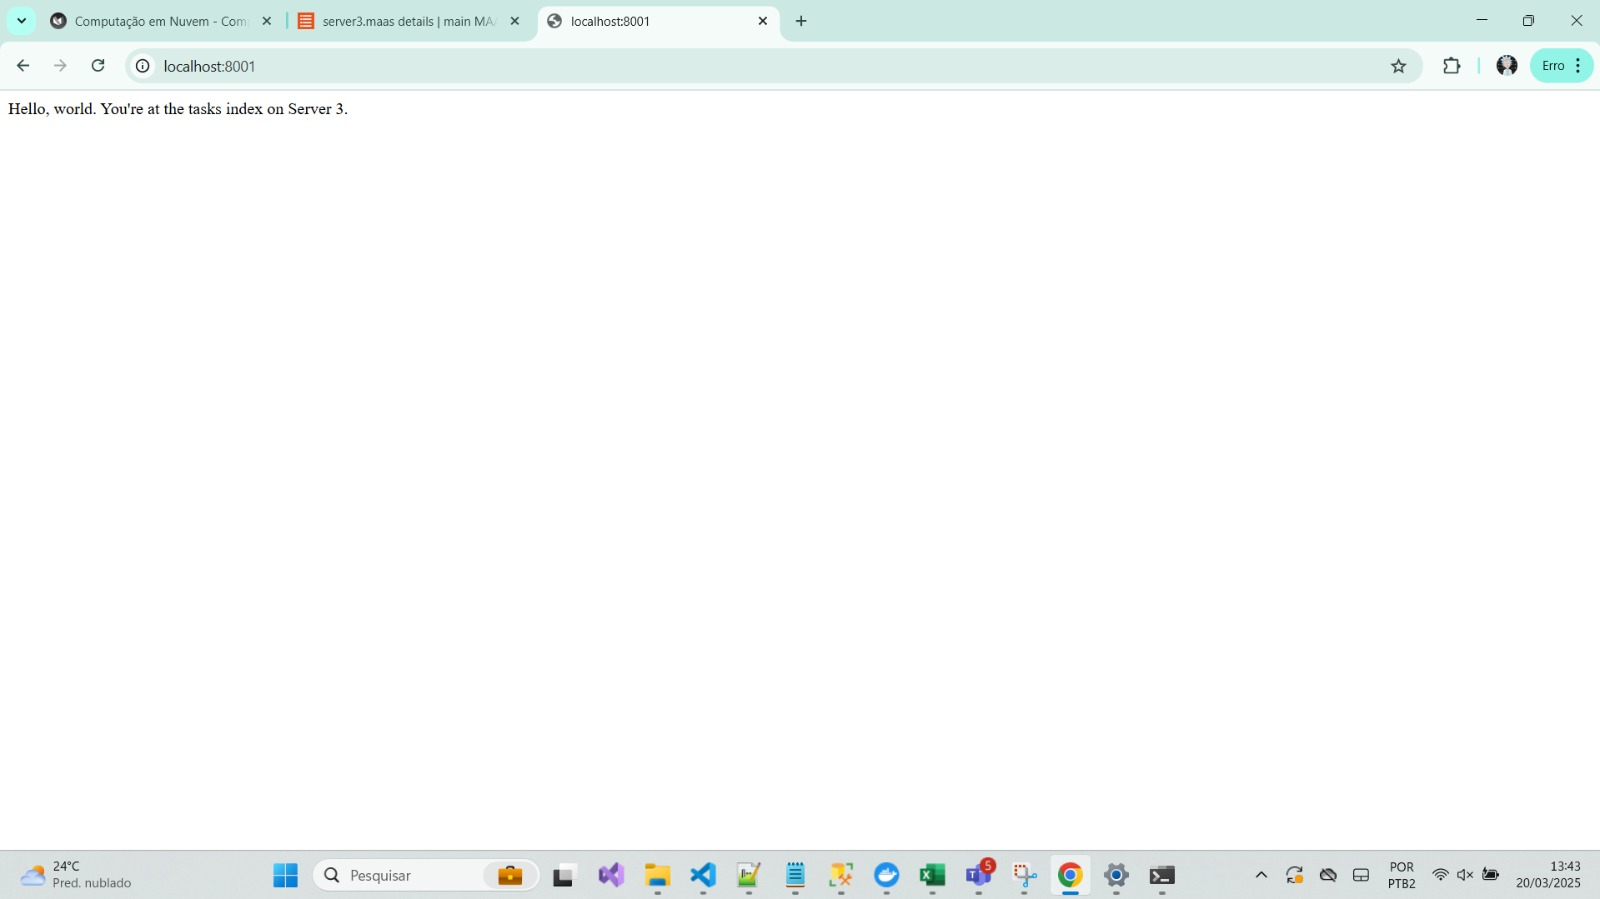 Computação em Nuvem - Com
server3.maas details | main MA
localhost:8001
localhost:8001
Erro
Hello, world. You're at the tasks index on Server 3.
24°C
Pred. nublado
Pesquisar
5
POR
PTB2
13:43
20/03/2025